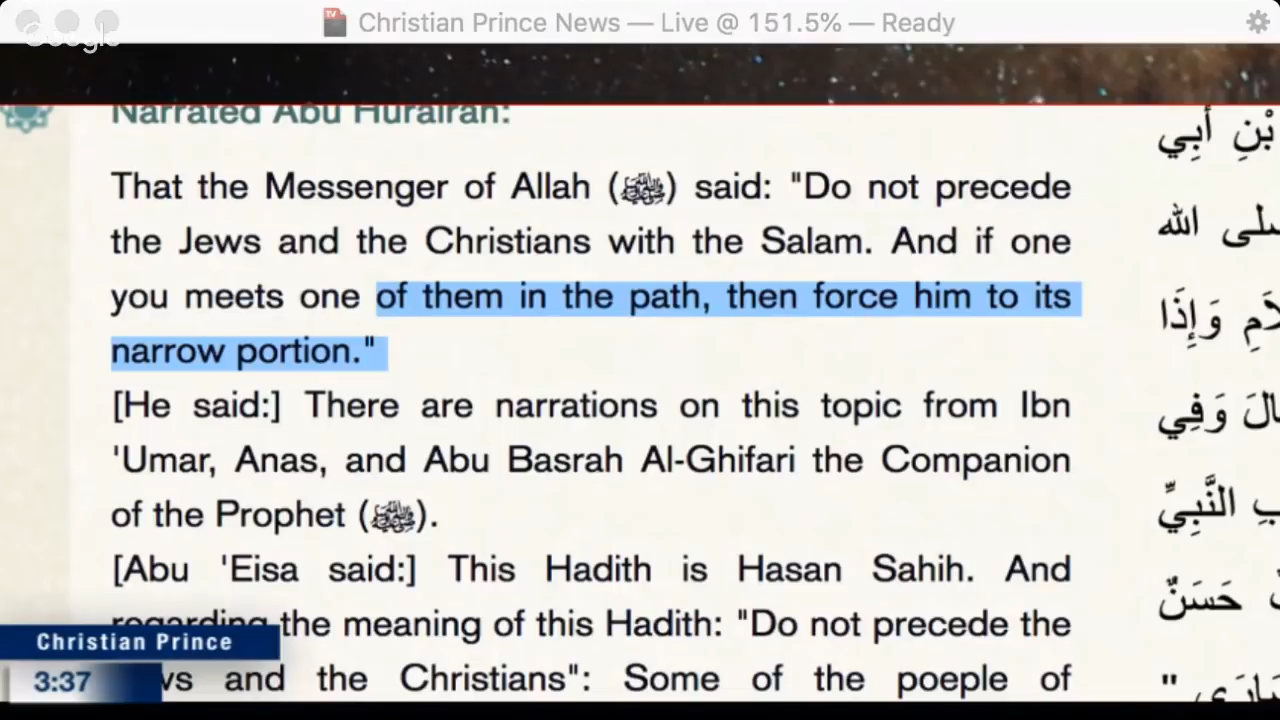 Christian Prince News — Live @ 151.5% — Ready
Google
Narrated Abu Hurairah:
That the Messenger of Allah (ﷺ) said: "Do not precede
the Jews and the Christians with the Salam. And if one
you meets one of them in the path, then force him to its
narrow portion."
[He said:] There are narrations on this topic from Ibn
'Umar, Anas, and Abu Basrah Al-Ghifari the Companion
of the Prophet (ﷺ).
[Abu 'Eisa said:] This Hadith is Hasan Sahih. And
regarding the meaning of this Hadith: "Do not precede the
and the Christians": Some of the poeple of
بْنِ أَبِي
صلى الله
وَإِذَا
وَفِي
النَّبِيِّ
حَسَنٌ
Christian Prince
3:37